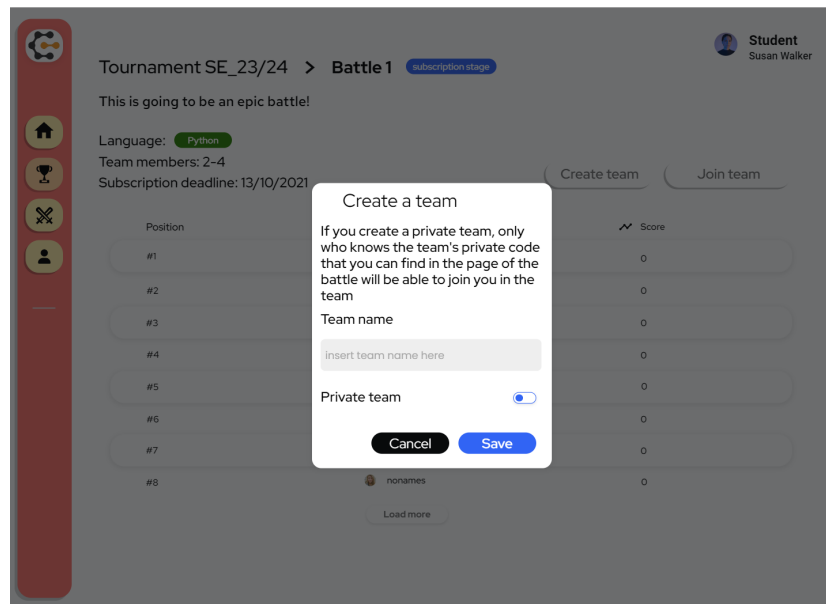 Student
Susan Walker
Tournament SE_23/24 > Battle 1 subscription stage
This is going to be an epic battle!
Language: Python
Team members: 2-4
Subscription deadline: 13/10/2021
Create team Join team
Position Score
#1 0
#2 0
#3 0
#4 0
#5 0
#6 0
#7 0
#8 nonames 0
Load more
Create a team
If you create a private team, only
who knows the team's private code
that you can find in the page of the
battle will be able to join you in the
team
Team name
insert team name here
Private team
Cancel Save